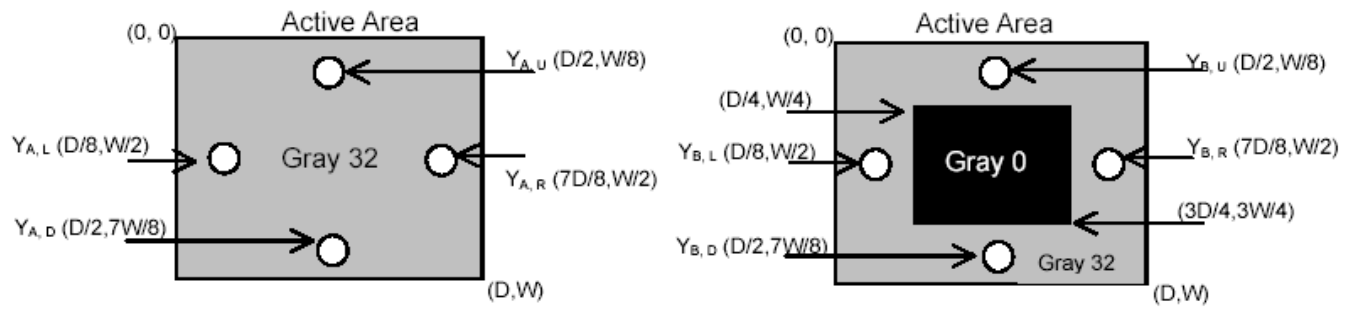 Active Area
(0, 0)
Y_A, U (D/2,W/8)
Y_A, L (D/8,W/2)
Gray 32
Y_A, R (7D/8,W/2)
Y_A, D (D/2,7W/8)
(D,W)
Active Area
(0, 0)
Y_B, U (D/2,W/8)
(D/4,W/4)
Y_B, L (D/8,W/2)
Gray 0
Y_B, R (7D/8,W/2)
(3D/4,3W/4)
Y_B, D (D/2,7W/8)
Gray 32
(D,W)